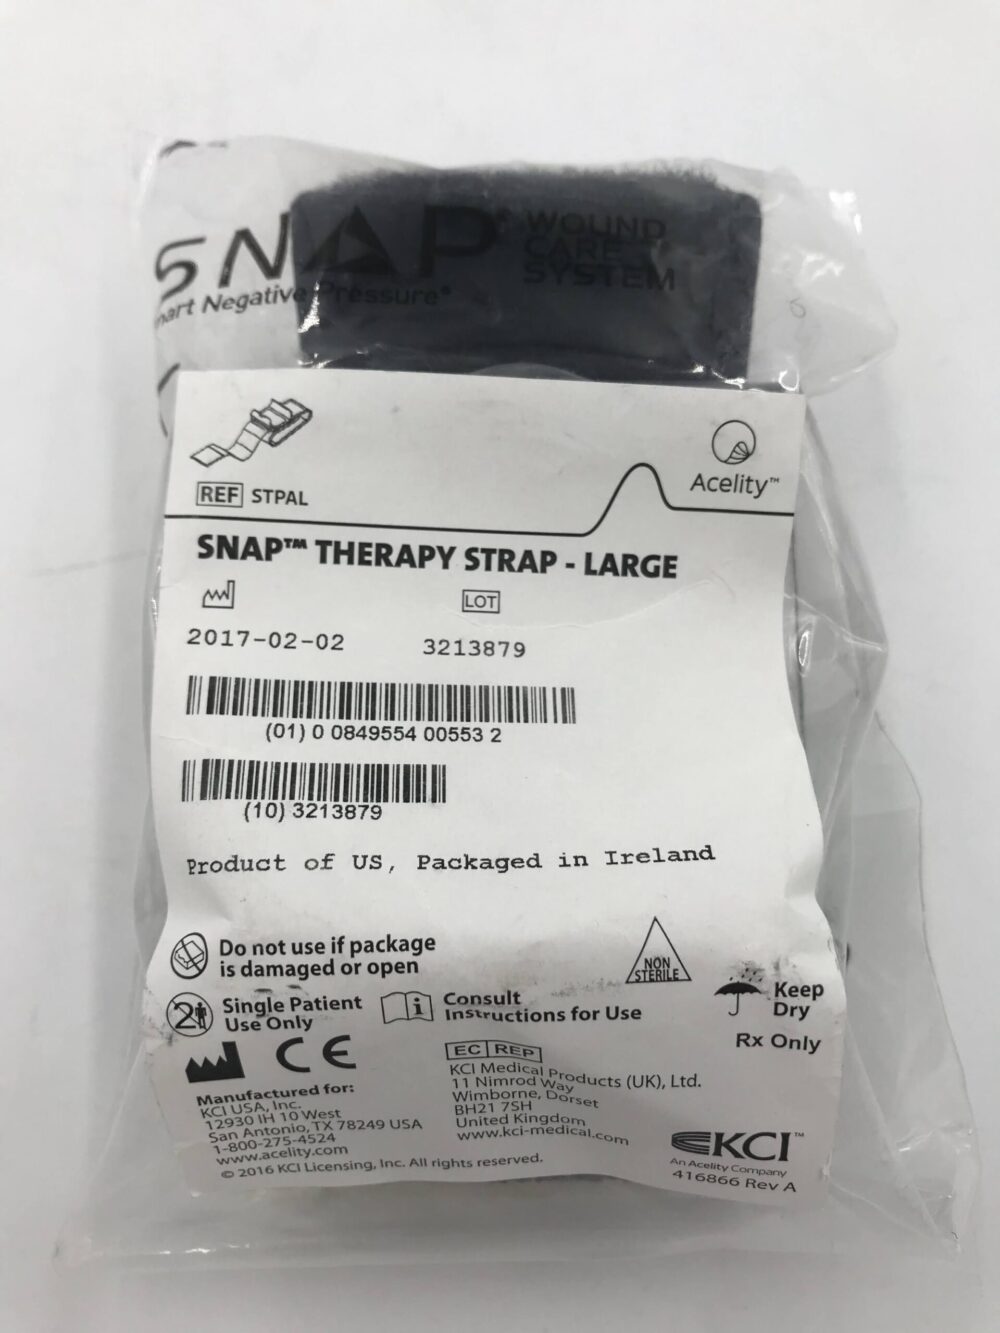 SNAP® WOUND
CARE
SYSTEM
Negative Pressure®
Acelity™
REF STPAL
SNAP™ THERAPY STRAP - LARGE
LOT
2017-02-02 3213879
(01) 0 0849554 00553 2
(10) 3213879
Product of US, Packaged in Ireland
Do not use if package
is damaged or open
NON
STERILE
Keep
Dry
2 Single Patient
Use Only
i Consult
Instructions for Use
Rx Only
CE
EC REP
Manufactured for:
KCI USA, Inc.
12930 IH 10 West
San Antonio, TX 78249 USA
1-800-275-4524
www.acelity.com
© 2016 KCI Licensing, Inc. All rights reserved.
KCI Medical Products (UK), Ltd.
11 Nimrod Way
Wimborne, Dorset
BH21 7SH
United Kingdom
www.kci-medical.com
KCI™
An Acelity Company
416866 Rev A